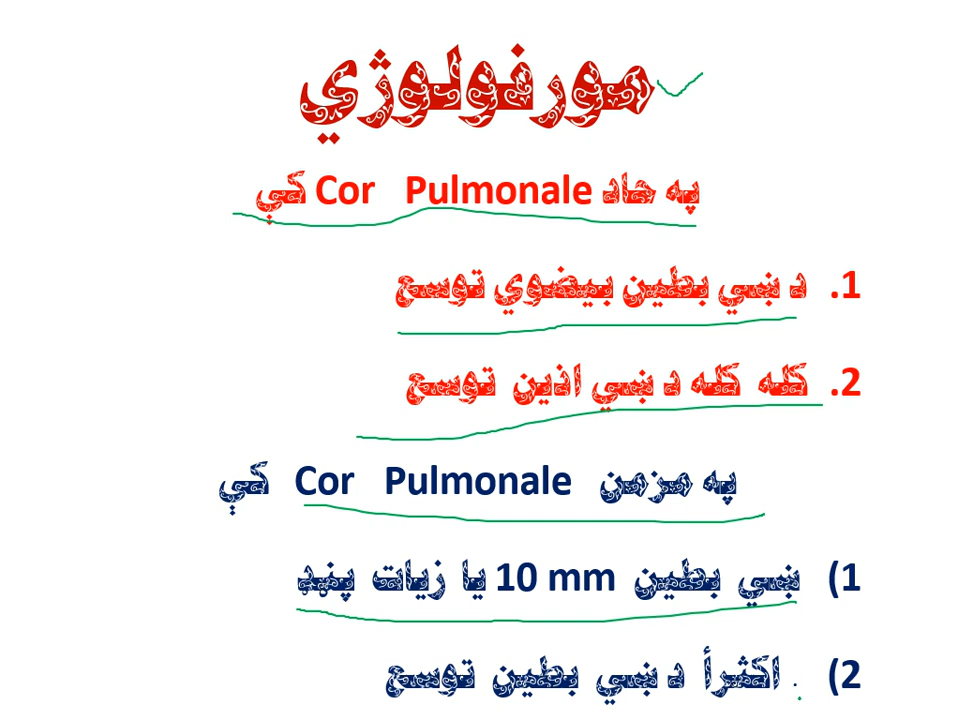 مورفولوژي
په حاد Cor Pulmonale کې
1. د ښي بطين بيضوي توسع
2. کله کله د ښي اذين توسع
په مزمن Cor Pulmonale کې
1) ښي بطين 10 mm يا زيات پنډ
2) اکثرأ د ښي بطين توسع